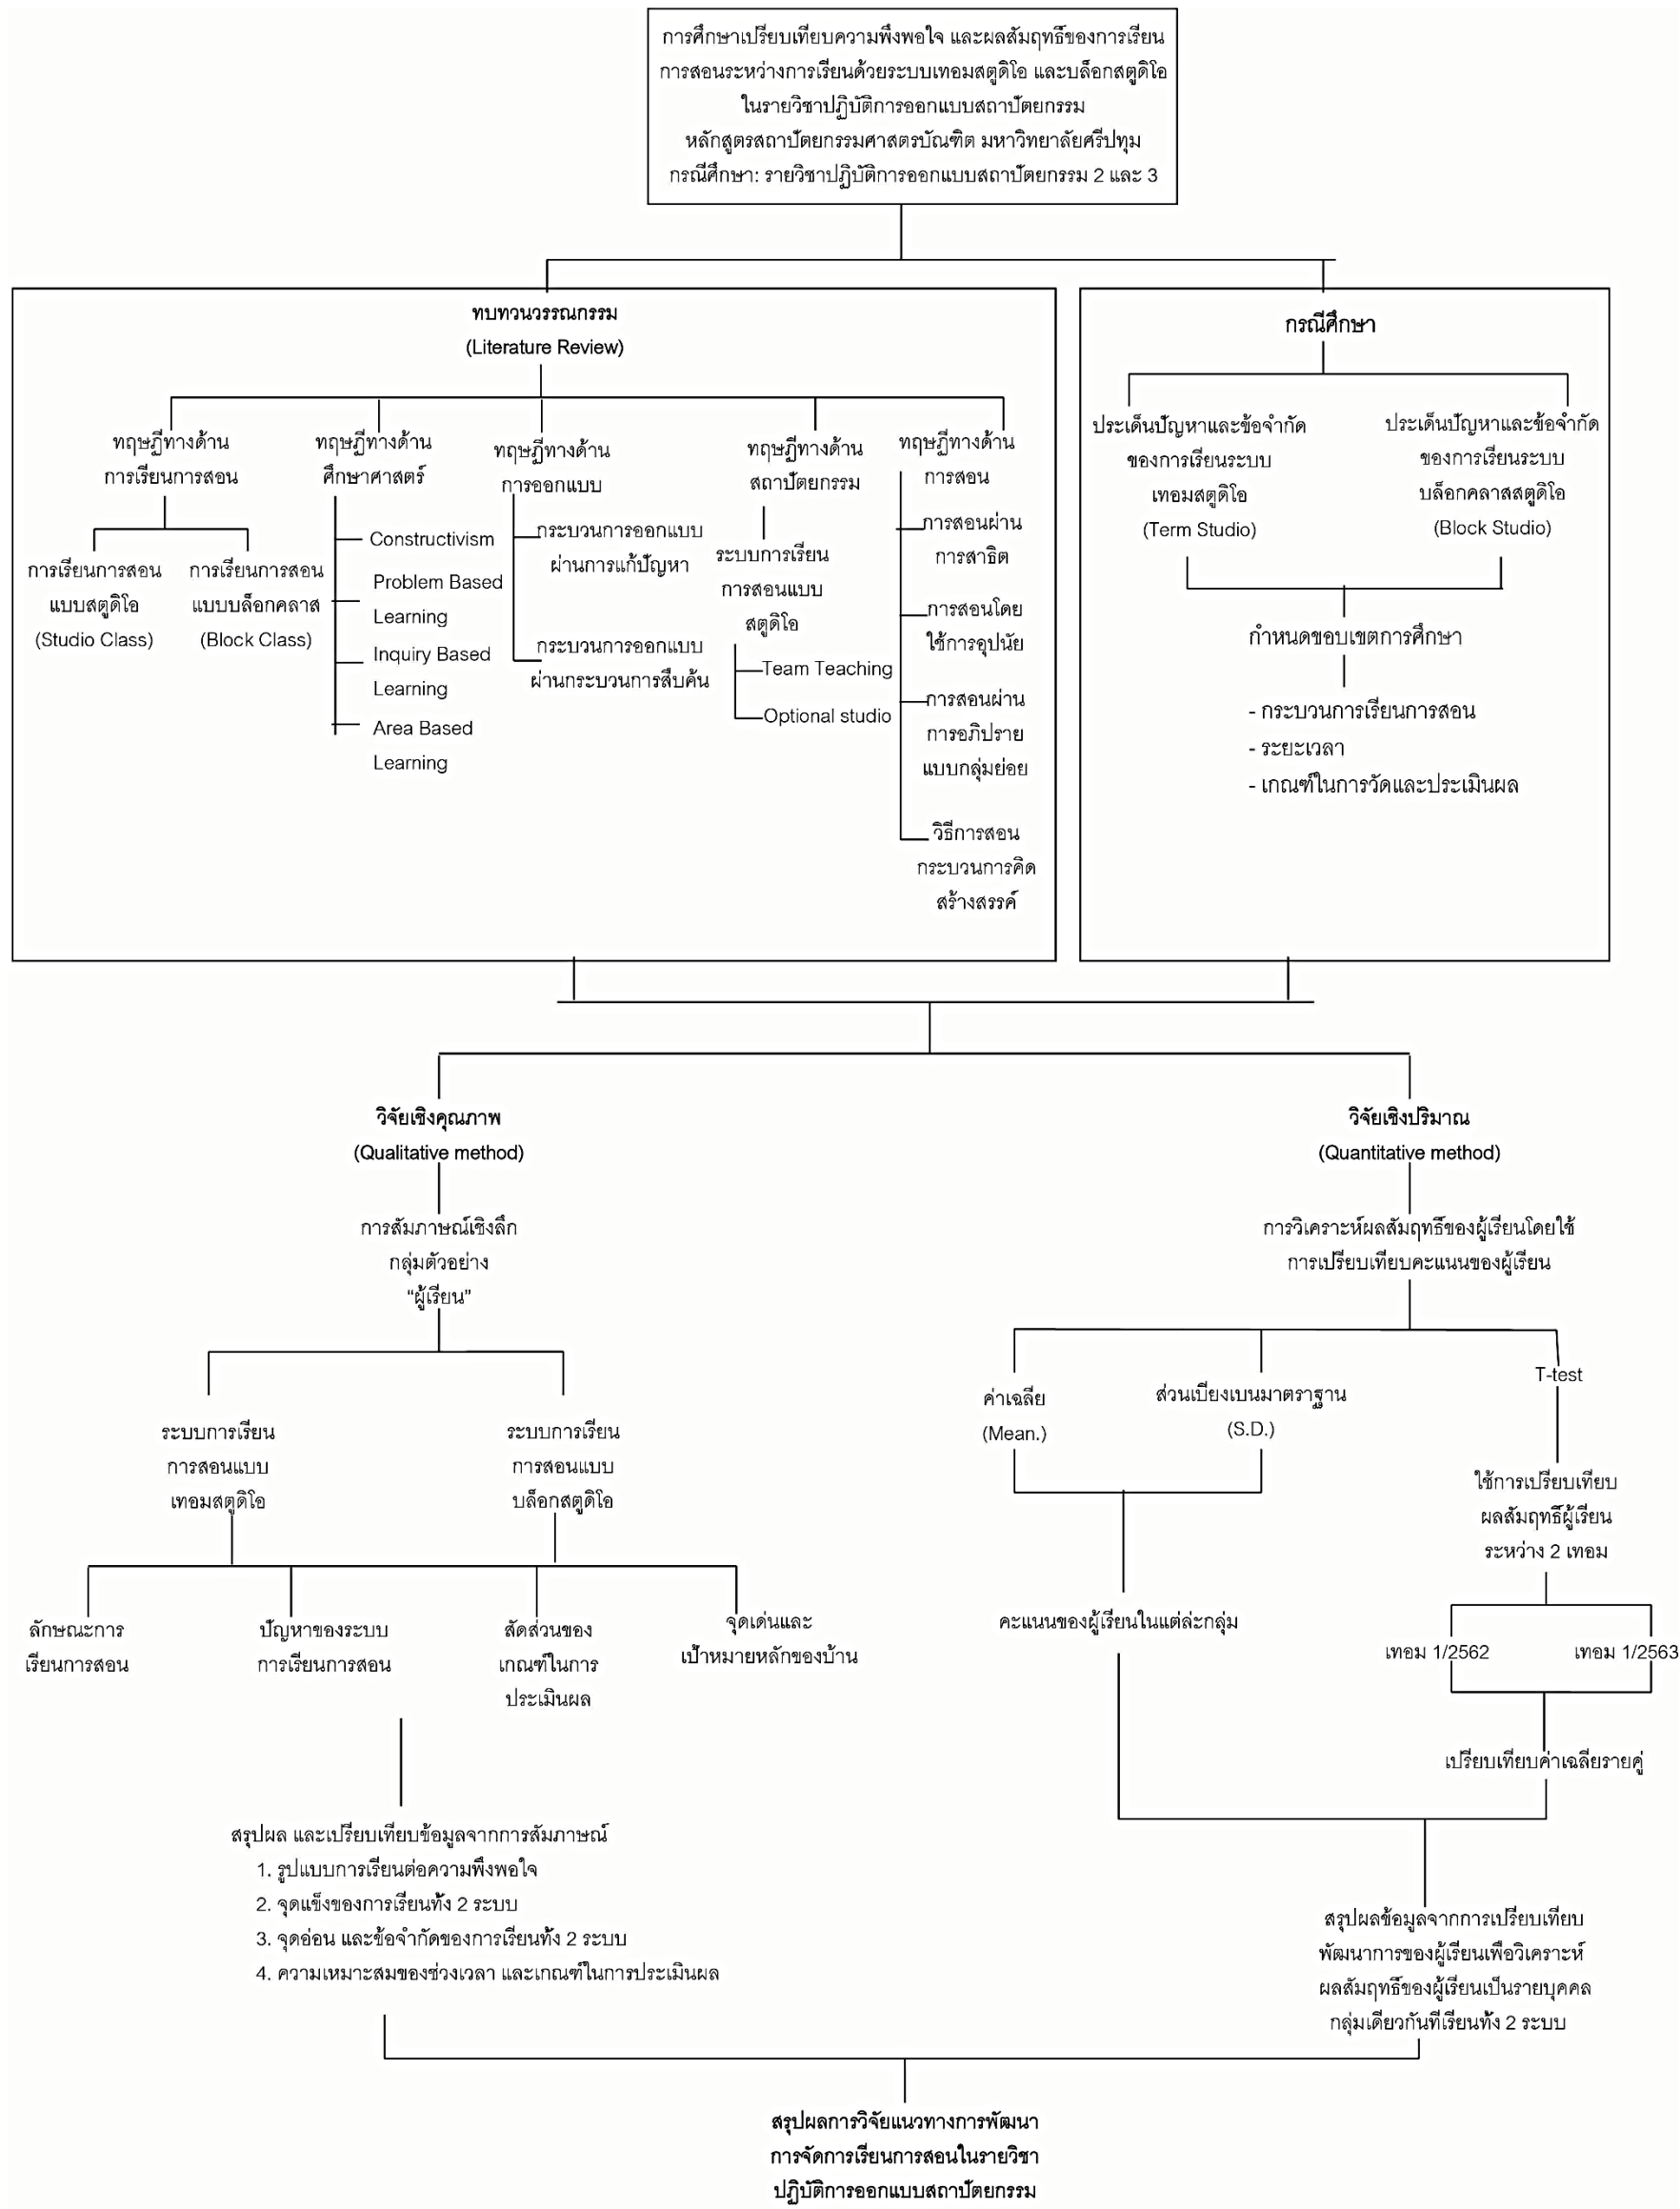 การศึกษาเปรียบเทียบความพึงพอใจ และผลสัมฤทธิ์ของการเรียน
การสอนระหว่างการเรียนด้วยระบบเทอมสตูดิโอ และบล็อกสตูดิโอ
ในรายวิชาปฏิบัติการออกแบบสถาปัตยกรรม
หลักสูตรสถาปัตยกรรมศาสตรบัณฑิต มหาวิทยาลัยศรีปทุม
กรณีศึกษา: รายวิชาปฏิบัติการออกแบบสถาปัตยกรรม 2 และ 3
ทบทวนวรรณกรรม
(Literature Review)
ทฤษฏีทางด้าน
การเรียนการสอน
การเรียนการสอน
แบบสตูดิโอ
(Studio Class)
การเรียนการสอน
แบบบล็อกคลาส
(Block Class)
ทฤษฏีทางด้าน
ศึกษาศาสตร์
Constructivism
Problem Based
Learning
Inquiry Based
Learning
Area Based
Learning
ทฤษฏีทางด้าน
การออกแบบ
กระบวนการออกแบบ
ผ่านการแก้ปัญหา
กระบวนการออกแบบ
ผ่านกระบวนการสืบค้น
ทฤษฏีทางด้าน
สถาปัตยกรรม
ระบบการเรียน
การสอนแบบ
สตูดิโอ
Team Teaching
Optional studio
ทฤษฏีทางด้าน
การสอน
การสอนผ่าน
การสาธิต
การสอนโดย
ใช้การอุปนัย
การสอนผ่าน
การอภิปราย
แบบกลุ่มย่อย
วิธีการสอน
กระบวนการคิด
สร้างสรรค์
กรณีศึกษา
ประเด็นปัญหาและข้อจำกัด
ของการเรียนระบบ
เทอมสตูดิโอ
(Term Studio)
ประเด็นปัญหาและข้อจำกัด
ของการเรียนระบบ
บล็อกคลาสสตูดิโอ
(Block Studio)
กำหนดขอบเขตการศึกษา
- กระบวนการเรียนการสอน
- ระยะเวลา
- เกณฑ์ในการวัดและประเมินผล
วิจัยเชิงคุณภาพ
(Qualitative method)
การสัมภาษณ์เชิงลึก
กลุ่มตัวอย่าง
“ผู้เรียน”
ระบบการเรียน
การสอนแบบ
เทอมสตูดิโอ
ระบบการเรียน
การสอนแบบ
บล็อกสตูดิโอ
ลักษณะการ
เรียนการสอน
ปัญหาของระบบ
การเรียนการสอน
สัดส่วนของ
เกณฑ์ในการ
ประเมินผล
จุดเด่นและ
เป้าหมายหลักของบ้าน
สรุปผล และเปรียบเทียบข้อมูลจากการสัมภาษณ์
1. รูปแบบการเรียนต่อความพึงพอใจ
2. จุดแข็งของการเรียนทั้ง 2 ระบบ
3. จุดอ่อน และข้อจำกัดของการเรียนทั้ง 2 ระบบ
4. ความเหมาะสมของช่วงเวลา และเกณฑ์ในการประเมินผล
วิจัยเชิงปริมาณ
(Quantitative method)
การวิเคราะห์ผลสัมฤทธิ์ของผู้เรียนโดยใช้
การเปรียบเทียบคะแนนของผู้เรียน
ค่าเฉลี่ย
(Mean.)
ส่วนเบี่ยงเบนมาตราฐาน
(S.D.)
T-test
ใช้การเปรียบเทียบ
ผลสัมฤทธิ์ผู้เรียน
ระหว่าง 2 เทอม
คะแนนของผู้เรียนในแต่ล่ะกลุ่ม
เทอม 1/2562
เทอม 1/2563
เปรียบเทียบค่าเฉลี่ยรายคู่
สรุปผลข้อมูลจากการเปรียบเทียบ
พัฒนาการของผู้เรียนเพื่อวิเคราะห์
ผลสัมฤทธิ์ของผู้เรียนเป็นรายบุคคล
กลุ่มเดียวกันที่เรียนทั้ง 2 ระบบ
สรุปผลการวิจัยแนวทางการพัฒนา
การจัดการเรียนการสอนในรายวิชา
ปฏิบัติการออกแบบสถาปัตยกรรม